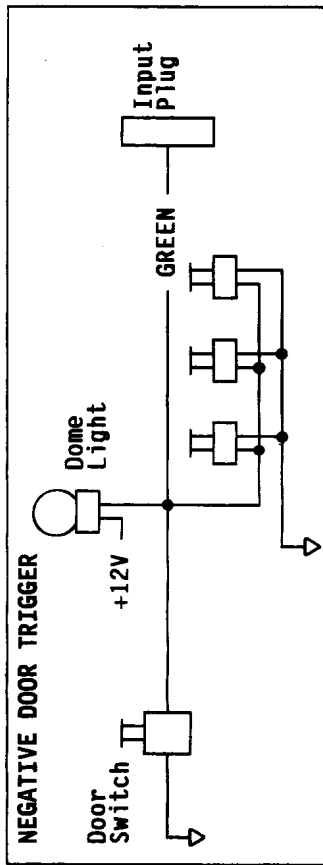 NEGATIVE DOOR TRIGGER
Dome
Light
+12V
Door
Switch
GREEN
Input
Plug